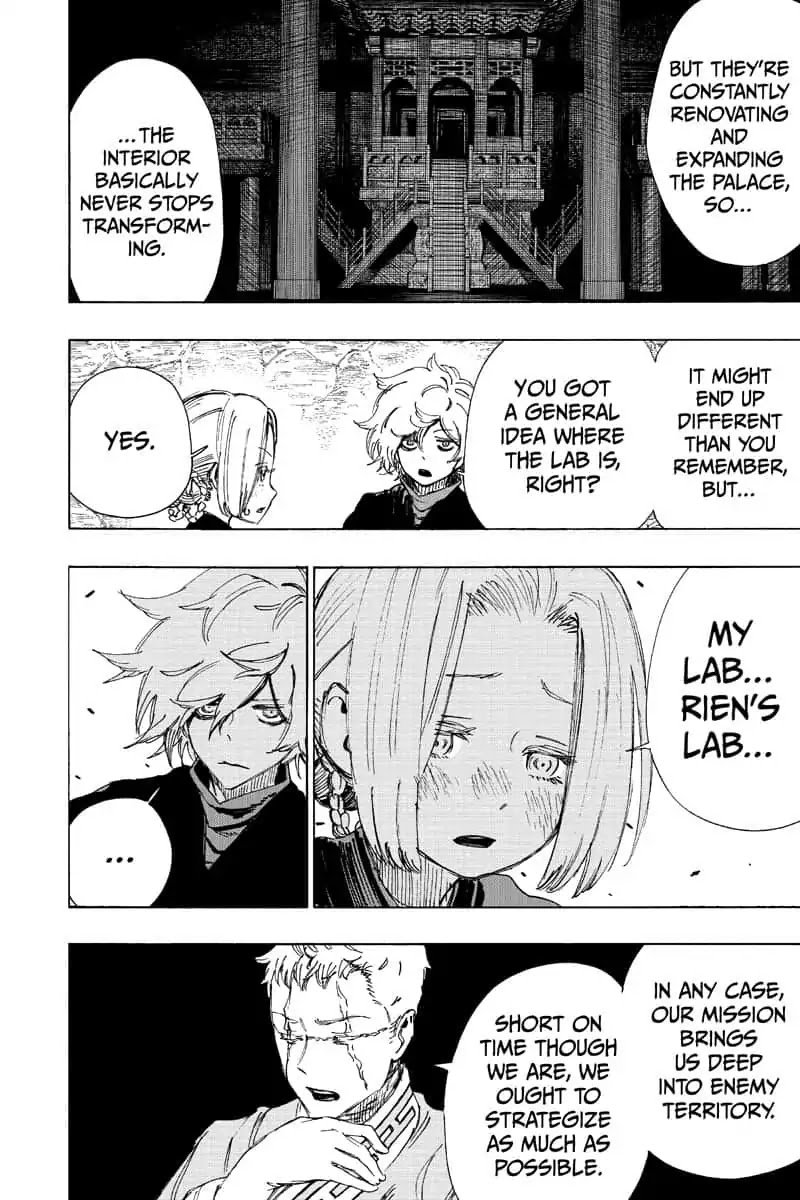 BUT THEY'RE
CONSTANTLY
RENOVATING
AND
EXPANDING
THE PALACE,
SO...
...THE
INTERIOR
BASICALLY
NEVER STOPS
TRANSFORM-
ING.
IT MIGHT
END UP
DIFFERENT
THAN YOU
REMEMBER,
BUT...
YOU GOT
A GENERAL
IDEA WHERE
THE LAB IS,
RIGHT?
YES.
MY
LAB...
RIEN'S
LAB...
...
IN ANY CASE,
OUR MISSION
BRINGS
US DEEP
INTO ENEMY
TERRITORY.
SHORT ON
TIME THOUGH
WE ARE, WE
OUGHT TO
STRATEGIZE
AS MUCH AS
POSSIBLE.